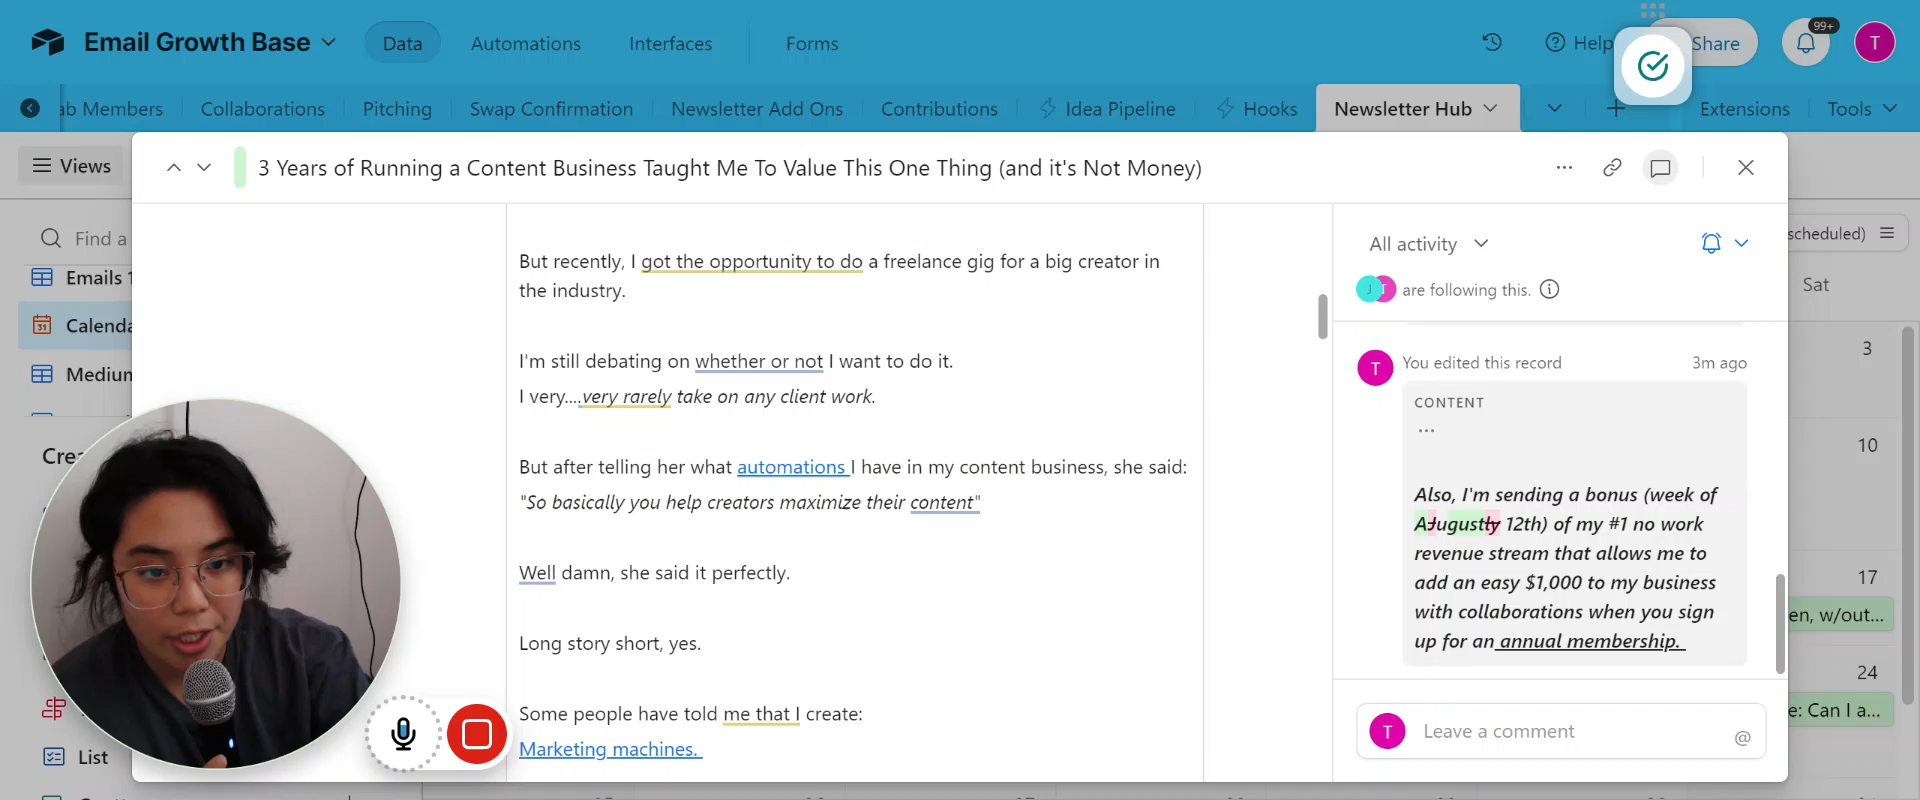 Email Growth Base
Data
Automations
Interfaces
Forms
Help
Share
99+
T
ab Members
Collaborations
Pitching
Swap Confirmation
Newsletter Add Ons
Contributions
Idea Pipeline
Hooks
Newsletter Hub
Extensions
Tools
Views
3 Years of Running a Content Business Taught Me To Value This One Thing (and it's Not Money)
Find a
scheduled)
Emails 1
Calenda
Medium
Crea
List
Sat
3
10
17
en, w/out...
24
e: Can I a...
But recently, I got the opportunity to do a freelance gig for a big creator in
the industry.
I'm still debating on whether or not I want to do it.
I very....very rarely take on any client work.
But after telling her what automations I have in my content business, she said:
"So basically you help creators maximize their content"
Well damn, she said it perfectly.
Long story short, yes.
Some people have told me that I create:
Marketing machines.
All activity
J T are following this.
T
You edited this record
3m ago
CONTENT
...
Also, I'm sending a bonus (week of
AJugustly 12th) of my #1 no work
revenue stream that allows me to
add an easy $1,000 to my business
with collaborations when you sign
up for an annual membership.
T
Leave a comment
@